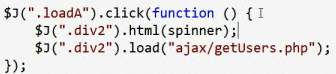 $J(".loadA").click(function () {
$J(".div2").html(spinner);
$J(".div2").load("ajax/getUsers.php");
});